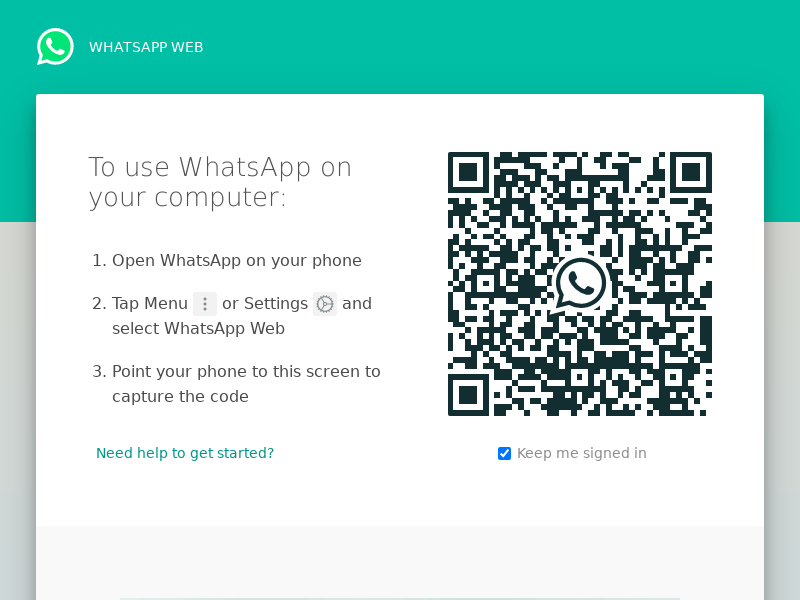 WHATSAPP WEB
To use WhatsApp on
your computer:
1. Open WhatsApp on your phone
2. Tap Menu or Settings and
select WhatsApp Web
3. Point your phone to this screen to
capture the code
Need help to get started?
Keep me signed in